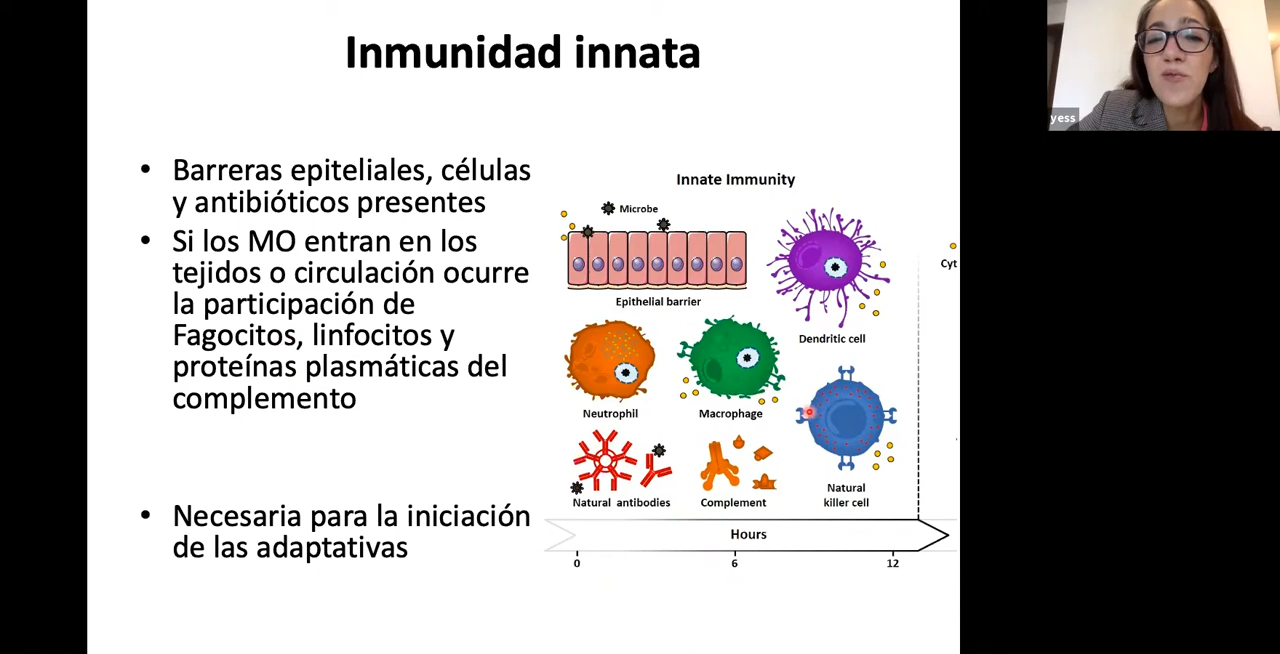 Inmunidad innata
yess
• Barreras epiteliales, células
y antibióticos presentes
• Si los MO entran en los
tejidos o circulación ocurre
la participación de
Fagocitos, linfocitos y
proteínas plasmáticas del
complemento
• Necesaria para la iniciación
de las adaptativas
Innate Immunity
Microbe
Epithelial barrier
Dendritic cell
Neutrophil
Macrophage
Natural antibodies
Complement
Natural
killer cell
Cyt
Hours
0
6
12